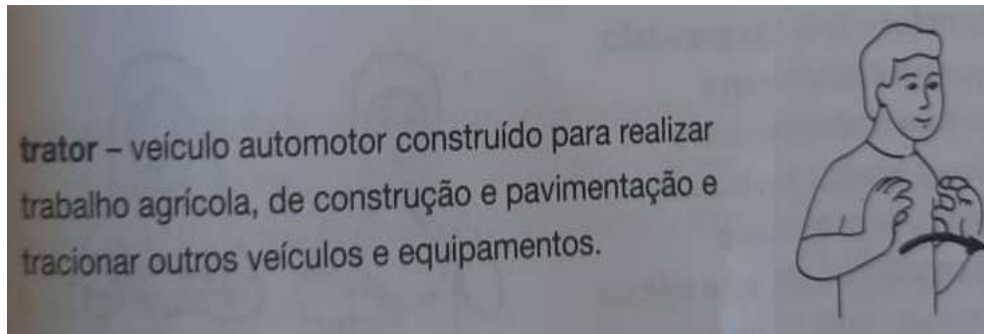 trator – veículo automotor construído para realizar
trabalho agrícola, de construção e pavimentação e
tracionar outros veículos e equipamentos.